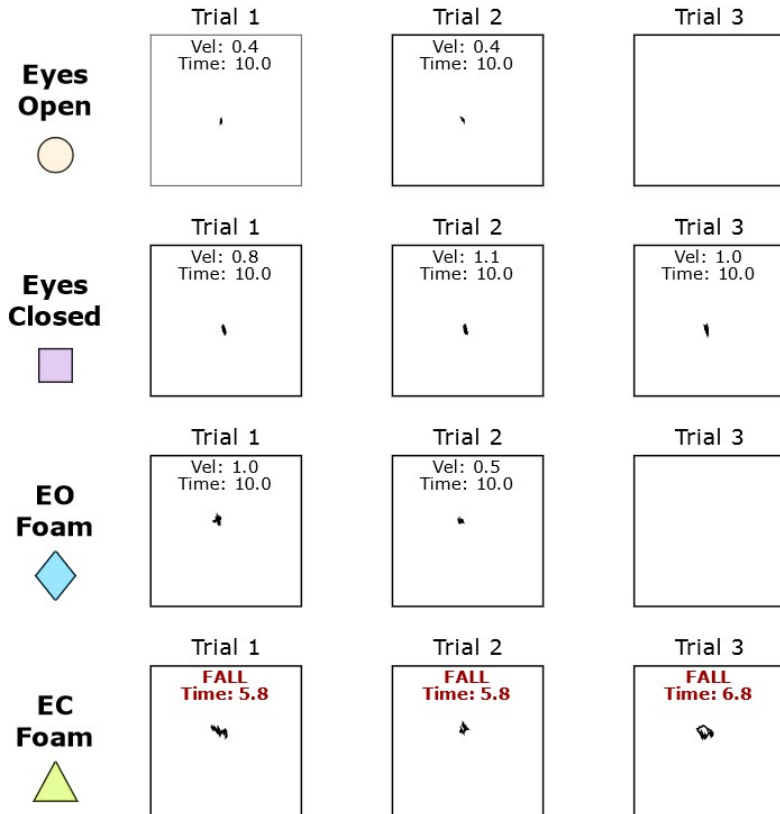 Trial 1 Trial 2 Trial 3
Eyes
Open
Vel: 0.4
Time: 10.0
Vel: 0.4
Time: 10.0
Trial 1 Trial 2 Trial 3
Eyes
Closed
Vel: 0.8
Time: 10.0
Vel: 1.1
Time: 10.0
Vel: 1.0
Time: 10.0
Trial 1 Trial 2 Trial 3
EO
Foam
Vel: 1.0
Time: 10.0
Vel: 0.5
Time: 10.0
Trial 1 Trial 2 Trial 3
EC
Foam
FALL
Time: 5.8
FALL
Time: 5.8
FALL
Time: 6.8